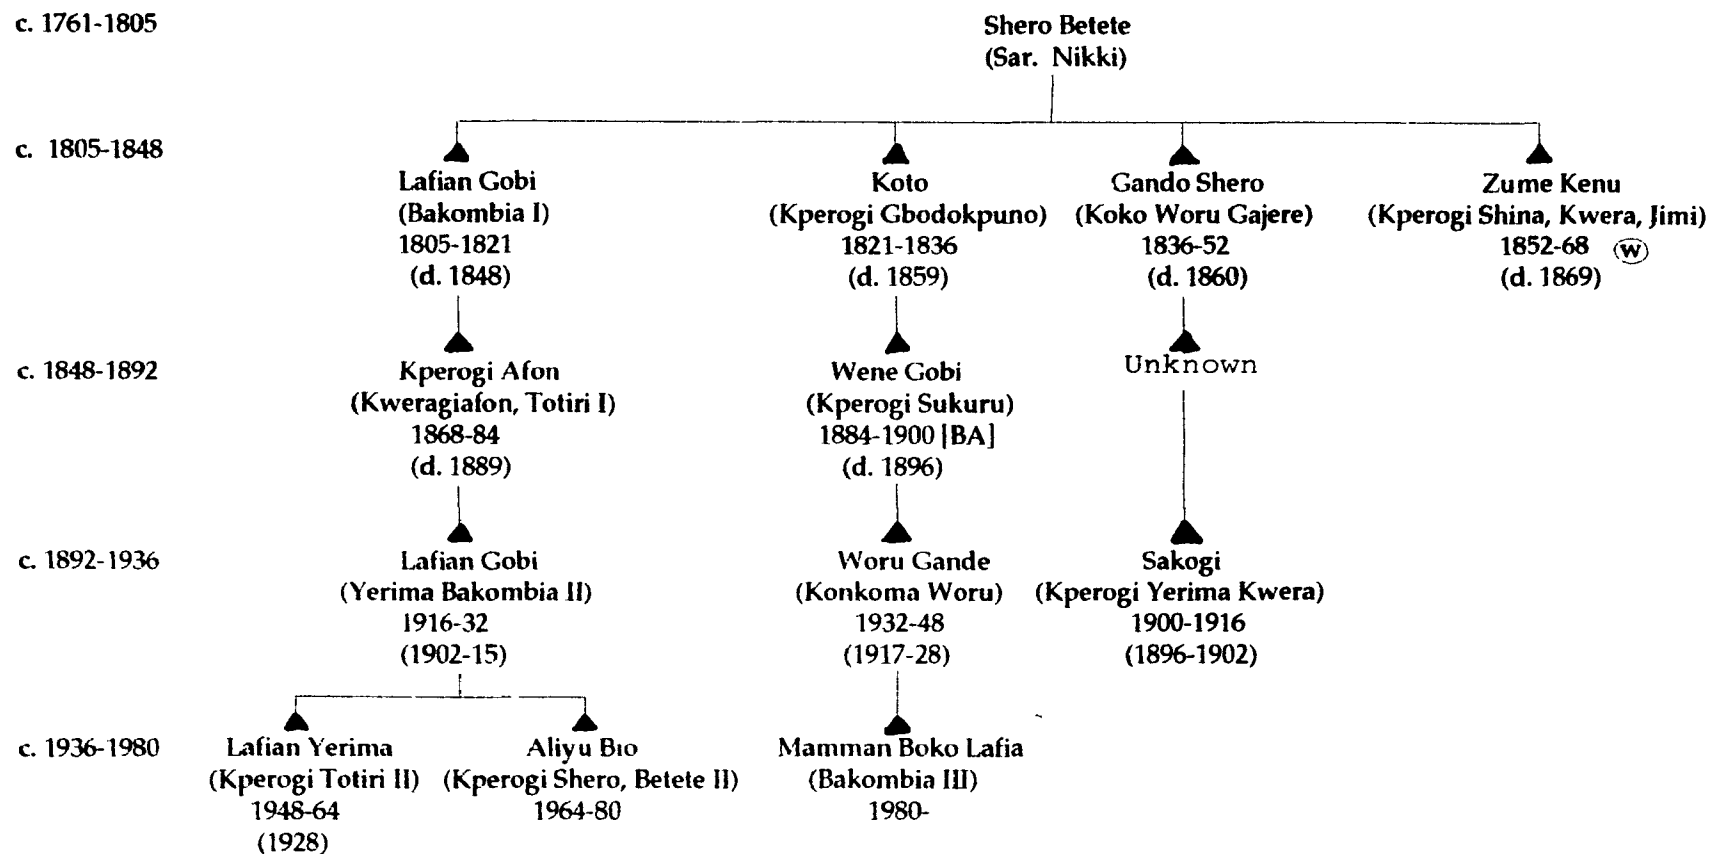 c. 1761-1805
Shero Betete
(Sar. Nikki)
c. 1805-1848
Lafian Gobi
(Bakombia I)
1805-1821
(d. 1848)
Koto
(Kperogi Gbodokpuno)
1821-1836
(d. 1859)
Gando Shero
(Koko Woru Gajere)
1836-52
(d. 1860)
Zume Kenu
(Kperogi Shina, Kwera, Jimi)
1852-68 W
(d. 1869)
c. 1848-1892
Kperogi Afon
(Kweragiafon, Totiri I)
1868-84
(d. 1889)
Wene Gobi
(Kperogi Sukuru)
1884-1900 [BA]
(d. 1896)
Unknown
c. 1892-1936
Lafian Gobi
(Yerima Bakombia II)
1916-32
(1902-15)
Woru Gande
(Konkoma Woru)
1932-48
(1917-28)
Sakogi
(Kperogi Yerima Kwera)
1900-1916
(1896-1902)
c. 1936-1980
Lafian Yerima
(Kperogi Totiri II)
1948-64
(1928)
Aliyu Bio
(Kperogi Shero, Betete II)
1964-80
Mamman Boko Lafia
(Bakombia III)
1980-